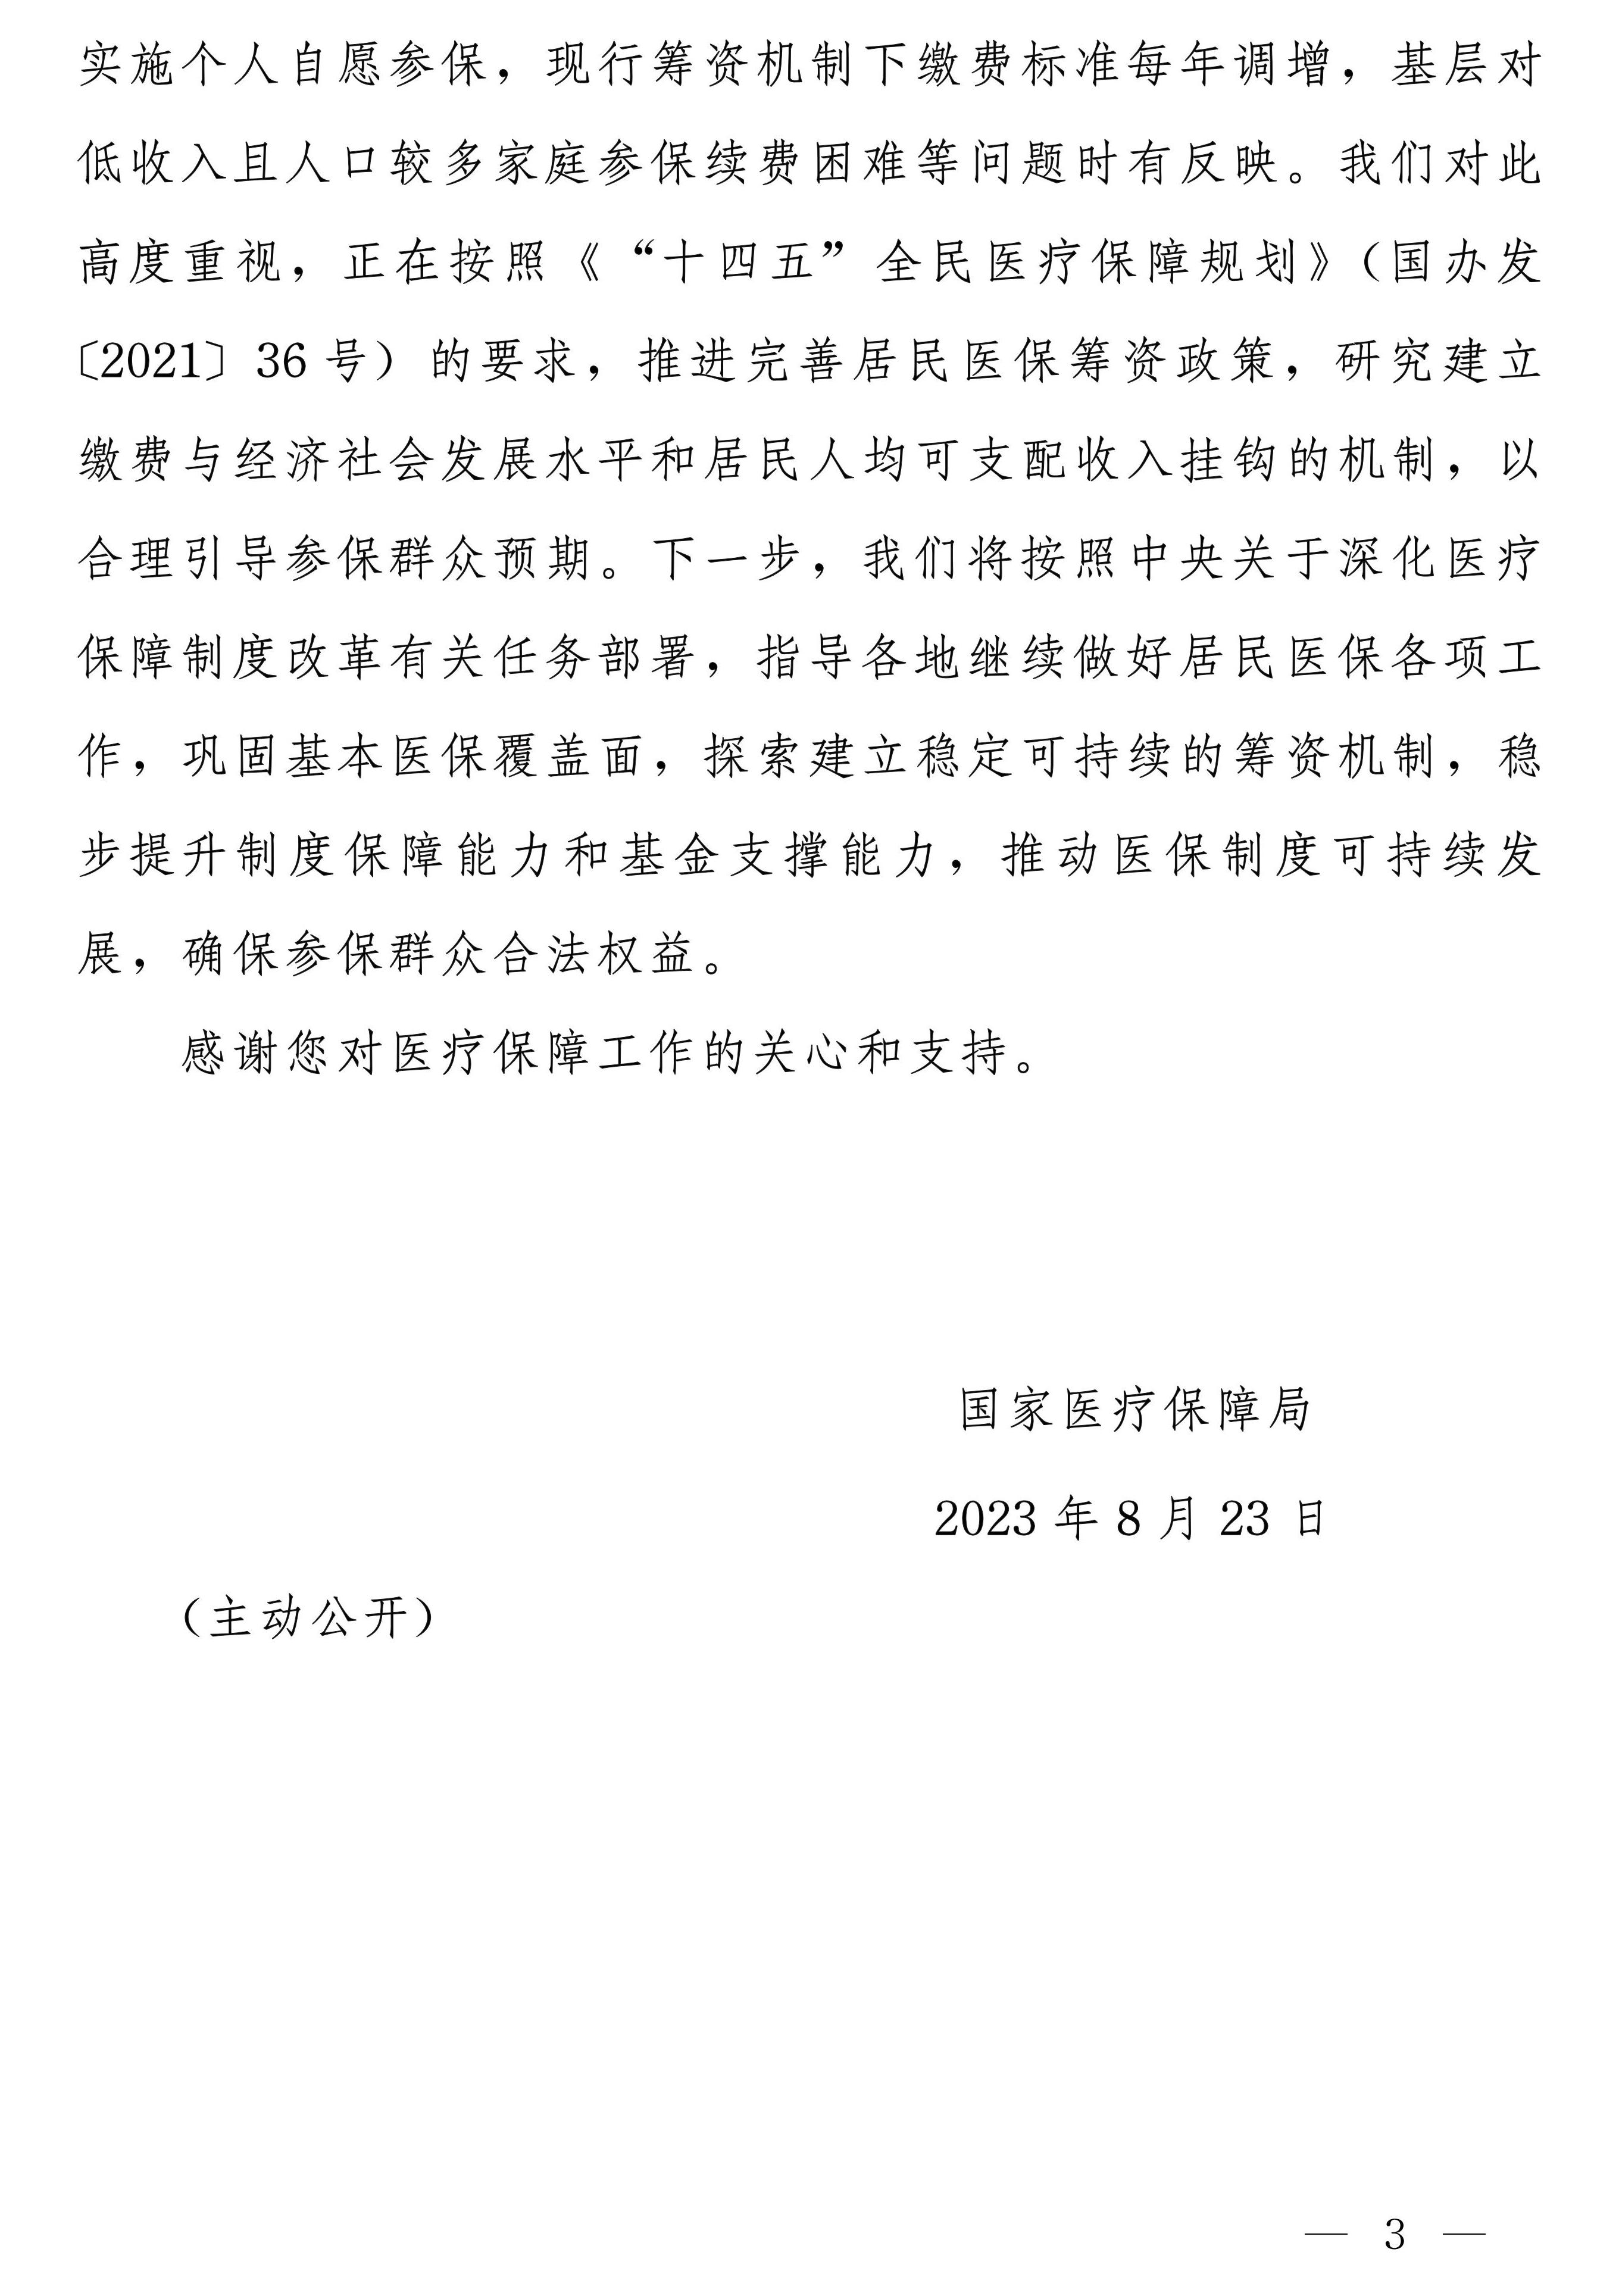 实施个人自愿参保，现行筹资机制下缴费标准每年调增，基层对
低收入且人口较多家庭参保续费困难等问题时有反映。我们对此
高度重视，正在按照《“十四五”全民医疗保障规划》（国办发
〔2021〕36 号）的要求，推进完善居民医保筹资政策，研究建立
缴费与经济社会发展水平和居民人均可支配收入挂钩的机制，以
合理引导参保群众预期。下一步，我们将按照中央关于深化医疗
保障制度改革有关任务部署，指导各地继续做好居民医保各项工
作，巩固基本医保覆盖面，探索建立稳定可持续的筹资机制，稳
步提升制度保障能力和基金支撑能力，推动医保制度可持续发
展，确保参保群众合法权益。
感谢您对医疗保障工作的关心和支持。
国家医疗保障局
2023 年 8 月 23 日
（主动公开）
— 3 —